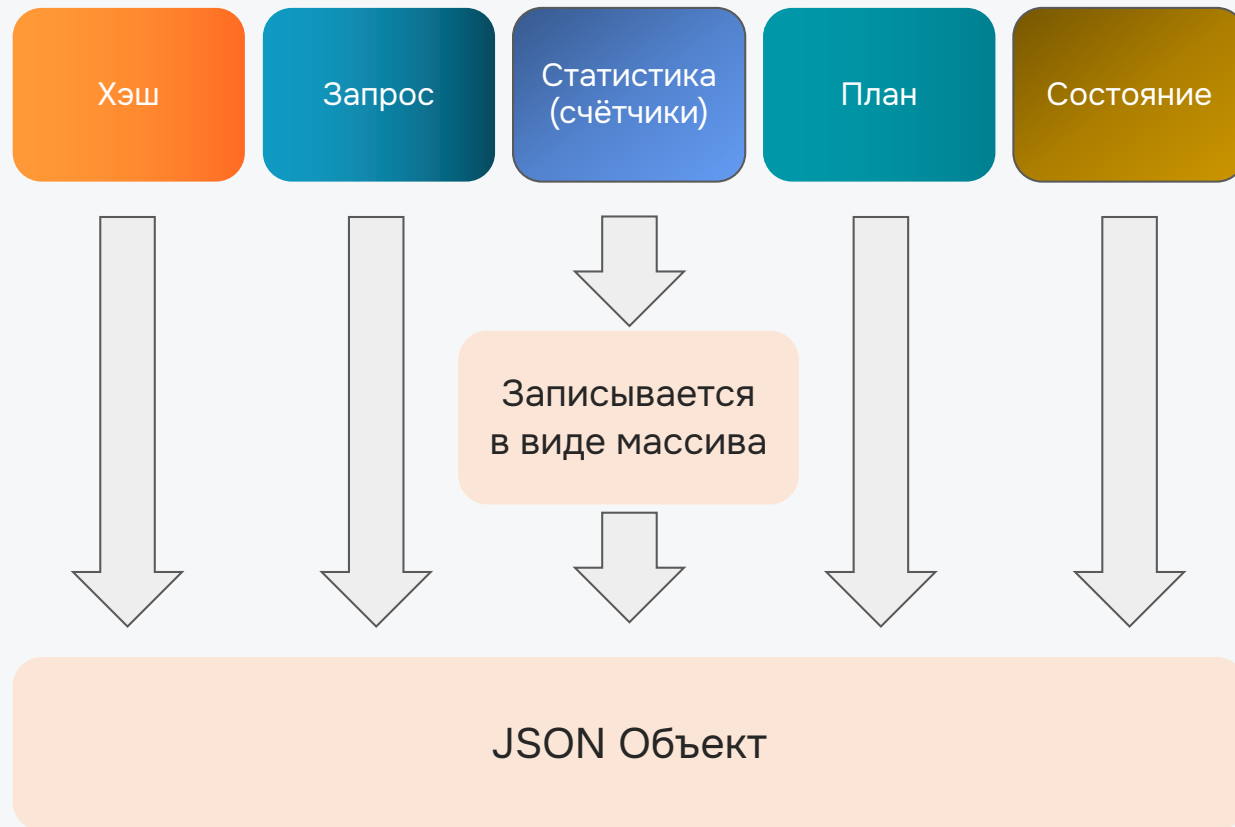 Хэш
Запрос
Статистика
(счётчики)
План
Состояние
Записывается
в виде массива
JSON Объект